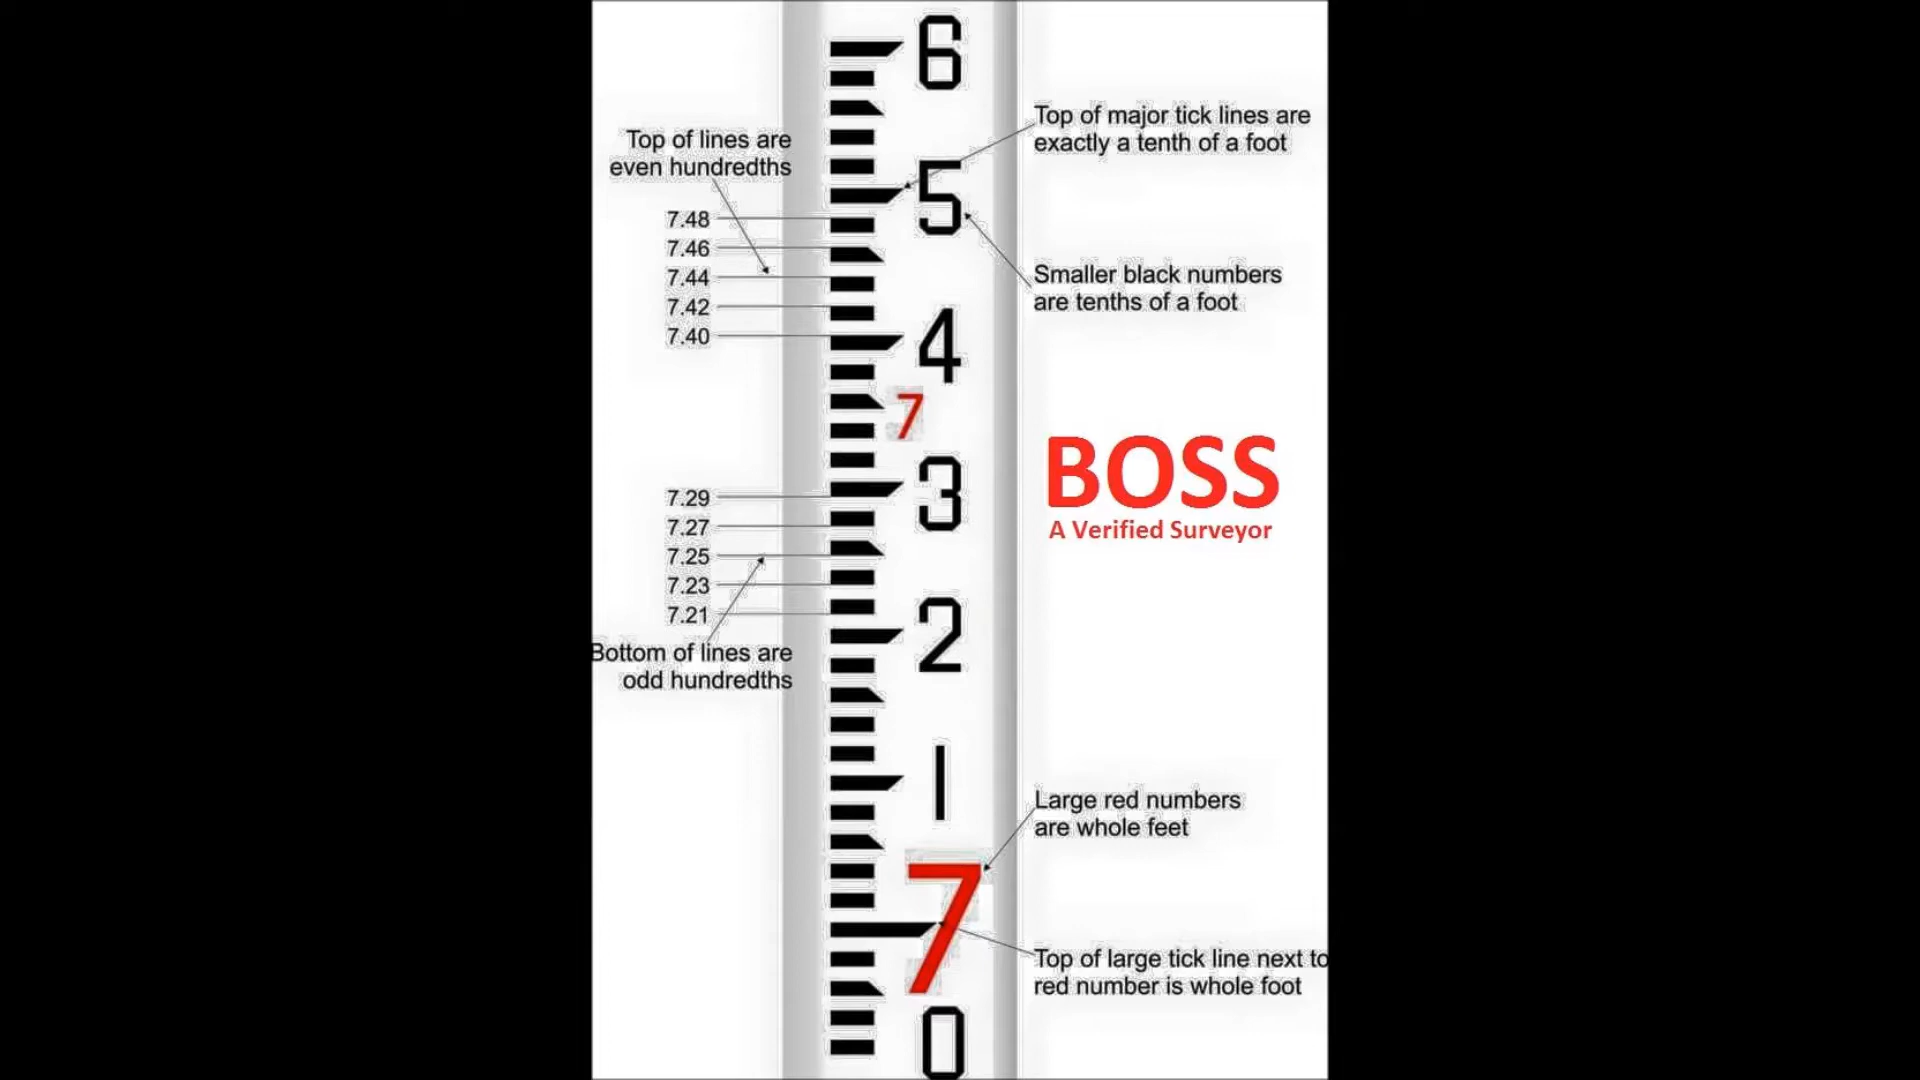 6
Top of major tick lines are
exactly a tenth of a foot
Top of lines are
even hundredths
5
7.48
7.46
7.44
7.42
7.40
Smaller black numbers
are tenths of a foot
4
7
BOSS
A Verified Surveyor
3
7.29
7.27
7.25
7.23
7.21
2
Bottom of lines are
odd hundredths
1
Large red numbers
are whole feet
7
Top of large tick line next to
red number is whole foot
0